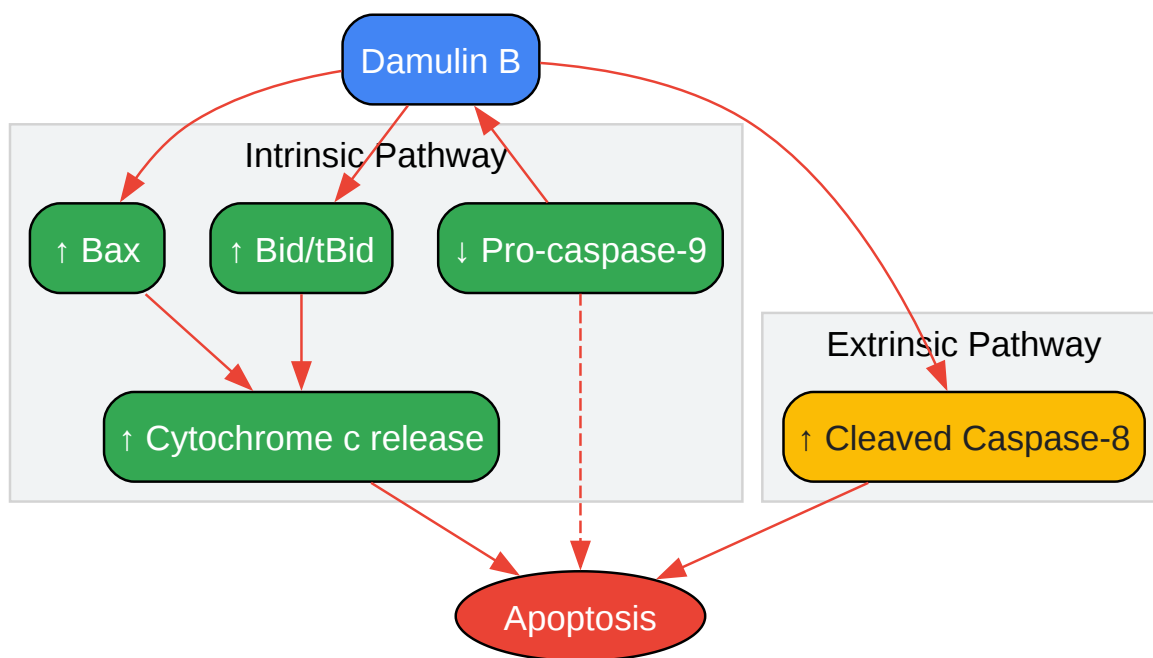 Damulin B
Intrinsic Pathway
↑ Bax
↑ Bid/tBid
↓ Pro-caspase-9
Extrinsic Pathway
↑ Cytochrome c release
↑ Cleaved Caspase-8
Apoptosis